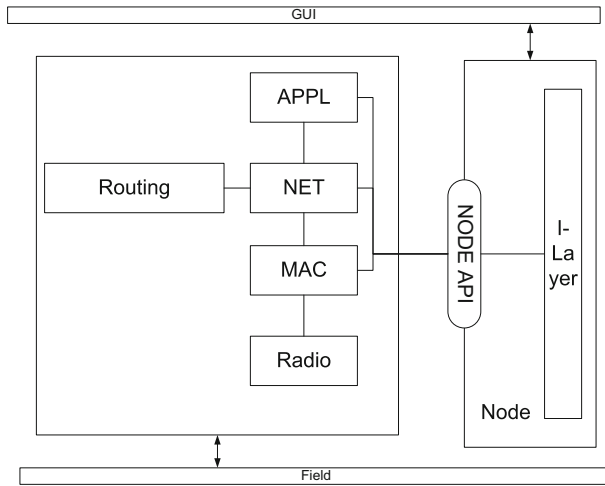 GUI
APPL
Routing
NET
MAC
Radio
NODE API
I-
La
yer
Node
Field